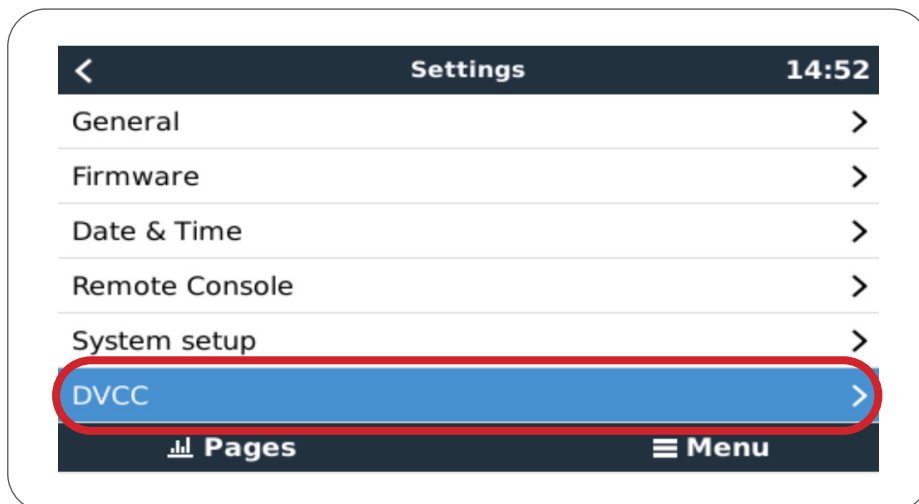 Settings 14:52
General
Firmware
Date & Time
Remote Console
System setup
DVCC
Pages Menu